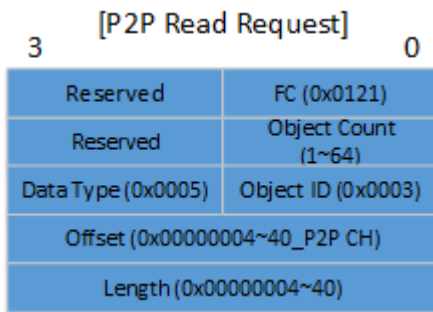 [P2P Read Request]
3 0
Reserved FC (0x0121)
Reserved Object Count
(1~64)
Data Type (0x0005) Object ID (0x0003)
Offset (0x00000004~40_P2P CH)
Length (0x00000004~40)